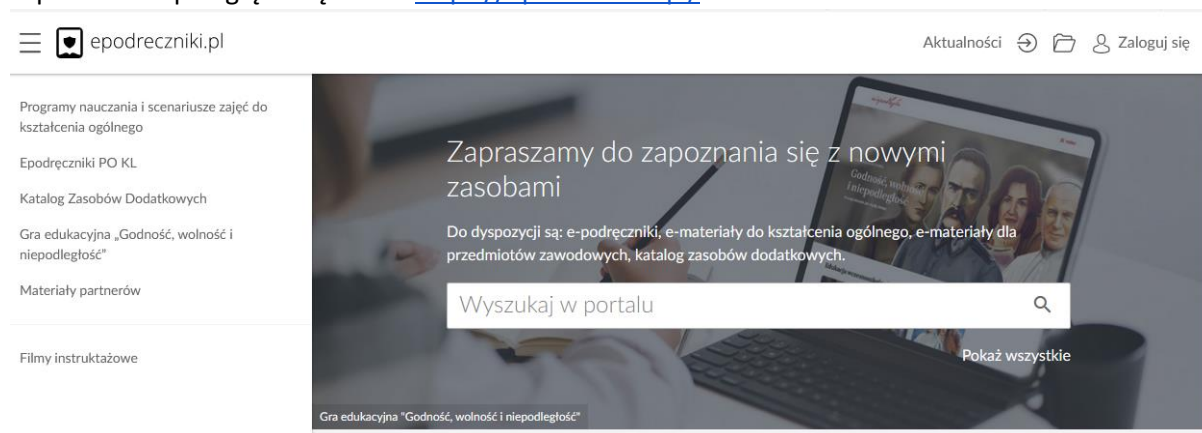 epodreczniki.pl
Aktualności
Zaloguj się
Programy nauczania i scenariusze zajęć do
kształcenia ogólnego
Epodręczniki PO KL
Katalog Zasobów Dodatkowych
Gra edukacyjna „Godność, wolność i
niepodległość”
Materiały partnerów
Filmy instruktażowe
Zapraszamy do zapoznania się z nowymi
zasobami
Godność, wolność
i niepodległość
Do dyspozycji są: e-podręczniki, e-materiały do kształcenia ogólnego, e-materiały dla
przedmiotów zawodowych, katalog zasobów dodatkowych.
Wyszukaj w portalu
Pokaż wszystkie
Gra edukacyjna "Godność, wolność i niepodległość"